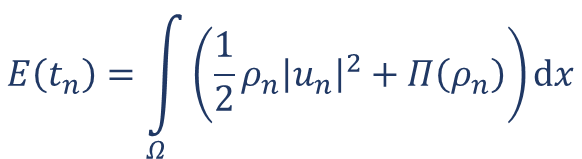 E(t_n) = ∫_Ω (1/2 ρ_n|u_n|² + Π(ρ_n)) dx